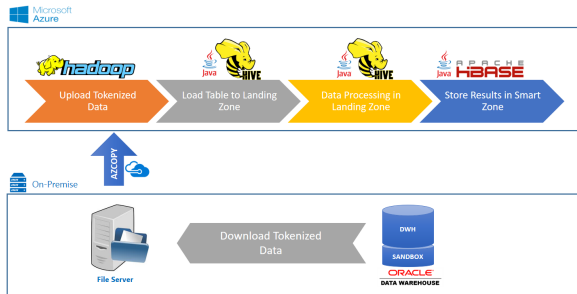 Microsoft
Azure
hadoop
Java
HIVE
Java
HIVE
Java
APACHE
HBASE
Upload Tokenized
Data
Load Table to Landing
Zone
Data Processing in
Landing Zone
Store Results in Smart
Zone
AZCOPY
On-Premise
File Server
Download Tokenized
Data
DWH
SANDBOX
ORACLE
DATA WAREHOUSE